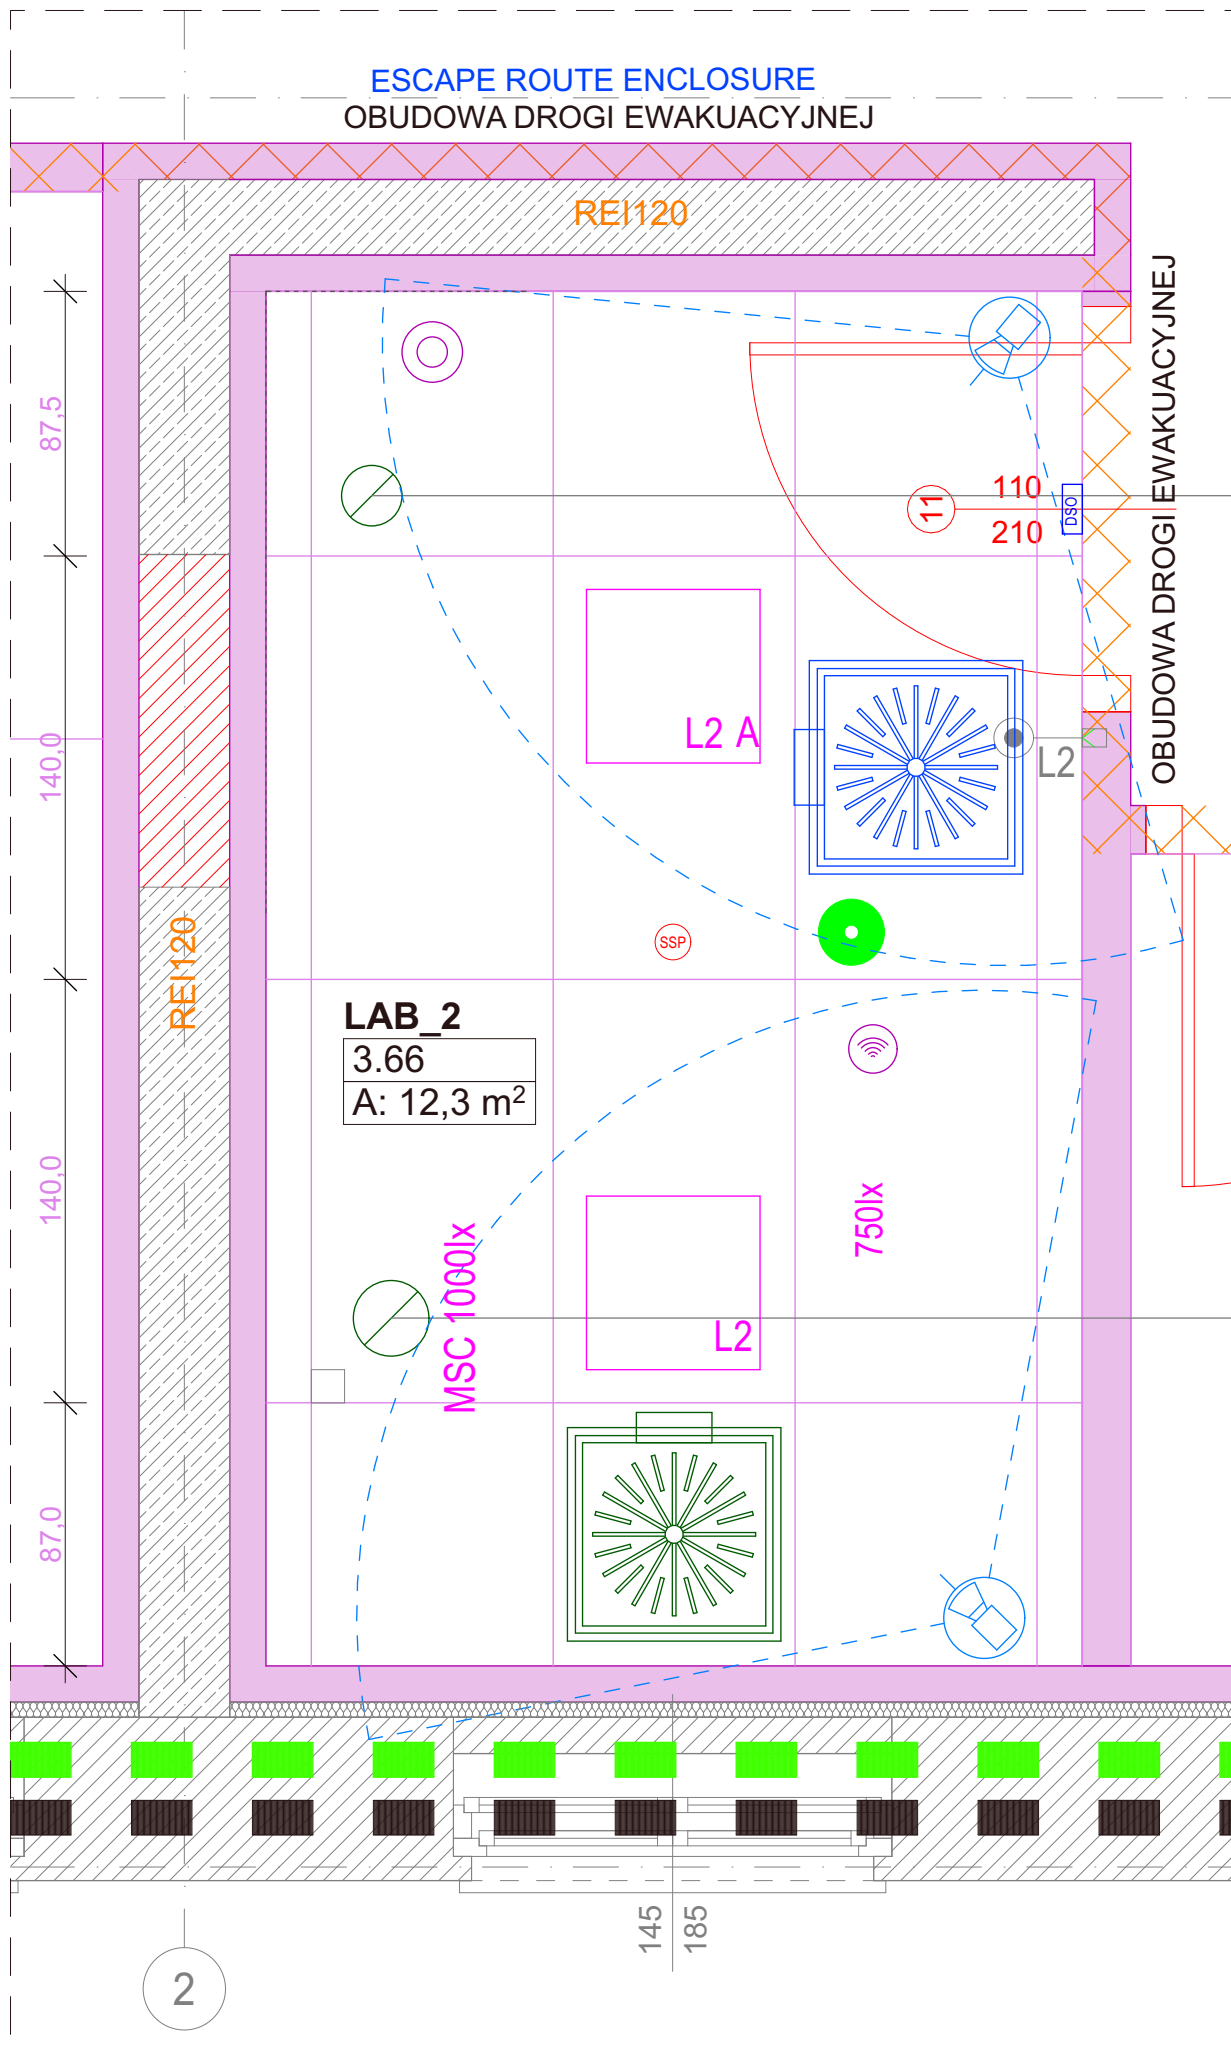 ESCAPE ROUTE ENCLOSURE
OBUDOWA DROGI EWAKUACYJNEJ
REI120
OBUDOWA DROGI EWAKUACYJNEJ
87,5
11
110
210
DSO
L2 A
L2
140,0
REI120
SSP
LAB_2
3.66
A: 12,3 m²
140,0
MSC 1000lx
750lx
L2
87,0
145
185
2